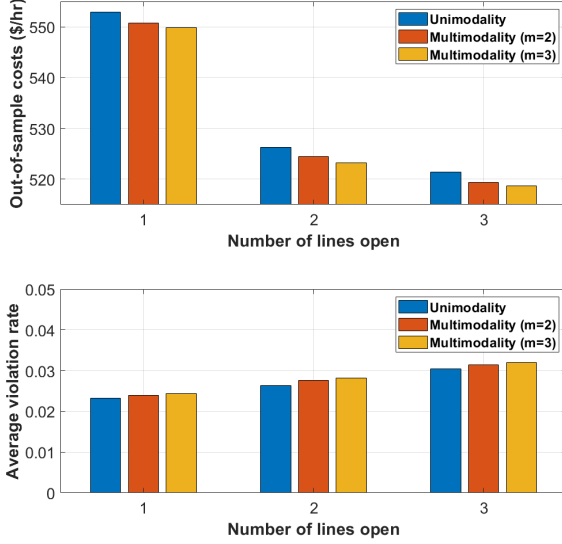 Out-of-sample costs ($/hr)
550
540
530
520
Unimodality
Multimodality (m=2)
Multimodality (m=3)
1 2 3
Number of lines open
Average violation rate
0.05
0.04
0.03
0.02
0.01
0
Unimodality
Multimodality (m=2)
Multimodality (m=3)
1 2 3
Number of lines open